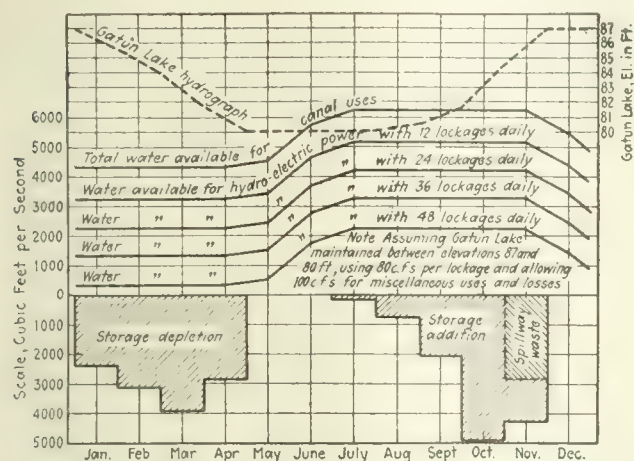 Gatun Lake hydrograph
87
86
85
84
83
82
81
80
Gatun Lake, El. in Ft.
Scale, Cubic Feet per Second
6000
5000
4000
3000
2000
1000
0
1000
2000
3000
4000
5000
Total water available for canal uses
Water available for hydro-electric power with 12 lockages daily
Water " " " with 24 lockages daily
Water " " " with 36 lockages daily
Water " " " with 48 lockages daily
Note Assuming Gatun Lake
maintained between elevations 87 and
80 ft, using 80 c.f s per lockage and allowing
100 c f s for miscellaneous uses and losses
Storage depletion
Storage
addition
Spillway
waste
Jan. Feb Mar Apr May June July Aug Sept Oct. Nov. Dec.